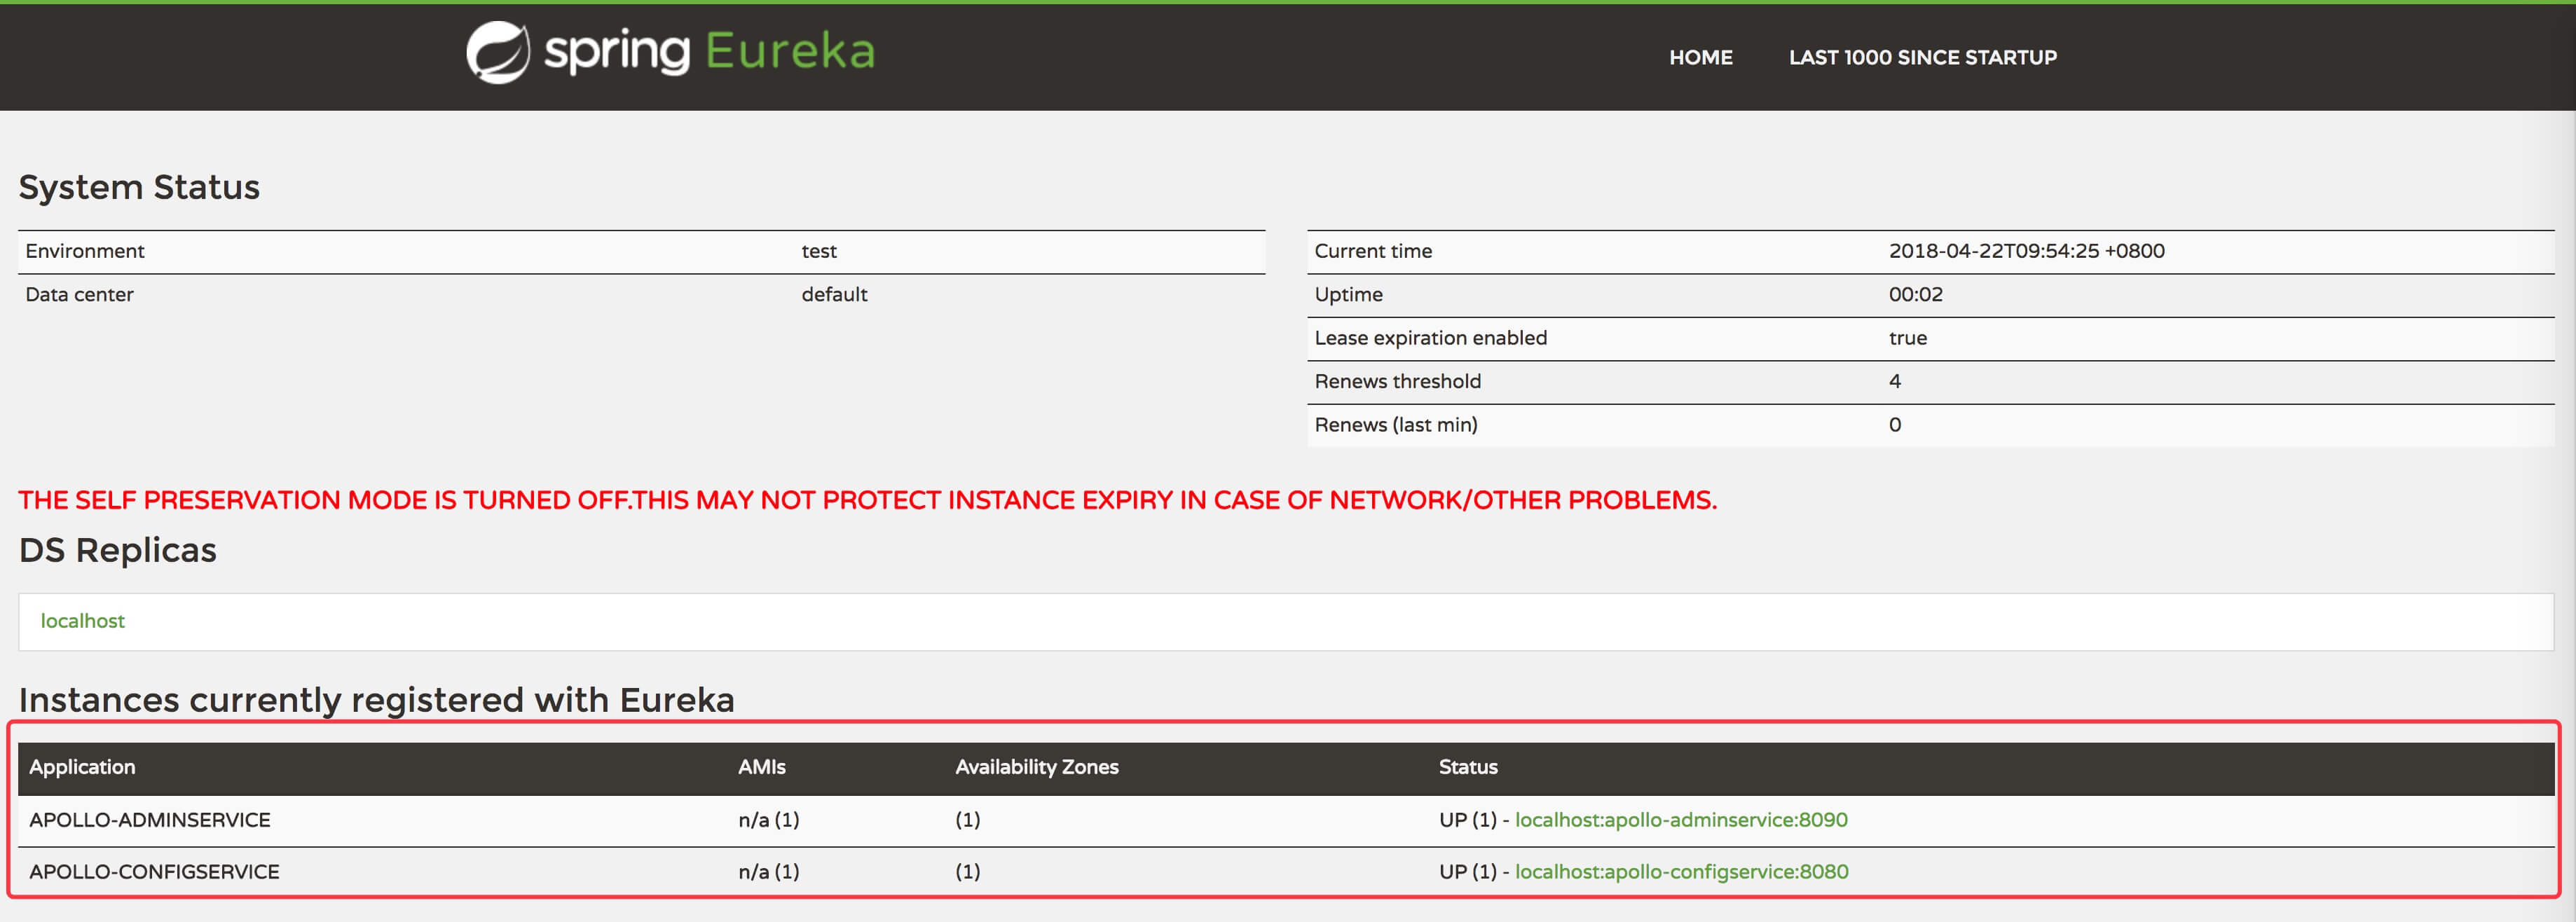 spring Eureka
HOME LAST 1000 SINCE STARTUP
System Status
Environment test
Data center default
Current time 2018-04-22T09:54:25 +0800
Uptime 00:02
Lease expiration enabled true
Renews threshold 4
Renews (last min) 0
THE SELF PRESERVATION MODE IS TURNED OFF.THIS MAY NOT PROTECT INSTANCE EXPIRY IN CASE OF NETWORK/OTHER PROBLEMS.
DS Replicas
localhost
Instances currently registered with Eureka
Application AMIs Availability Zones Status
APOLLO-ADMINSERVICE n/a (1) (1) UP (1) - localhost:apollo-adminservice:8090
APOLLO-CONFIGSERVICE n/a (1) (1) UP (1) - localhost:apollo-configservice:8080